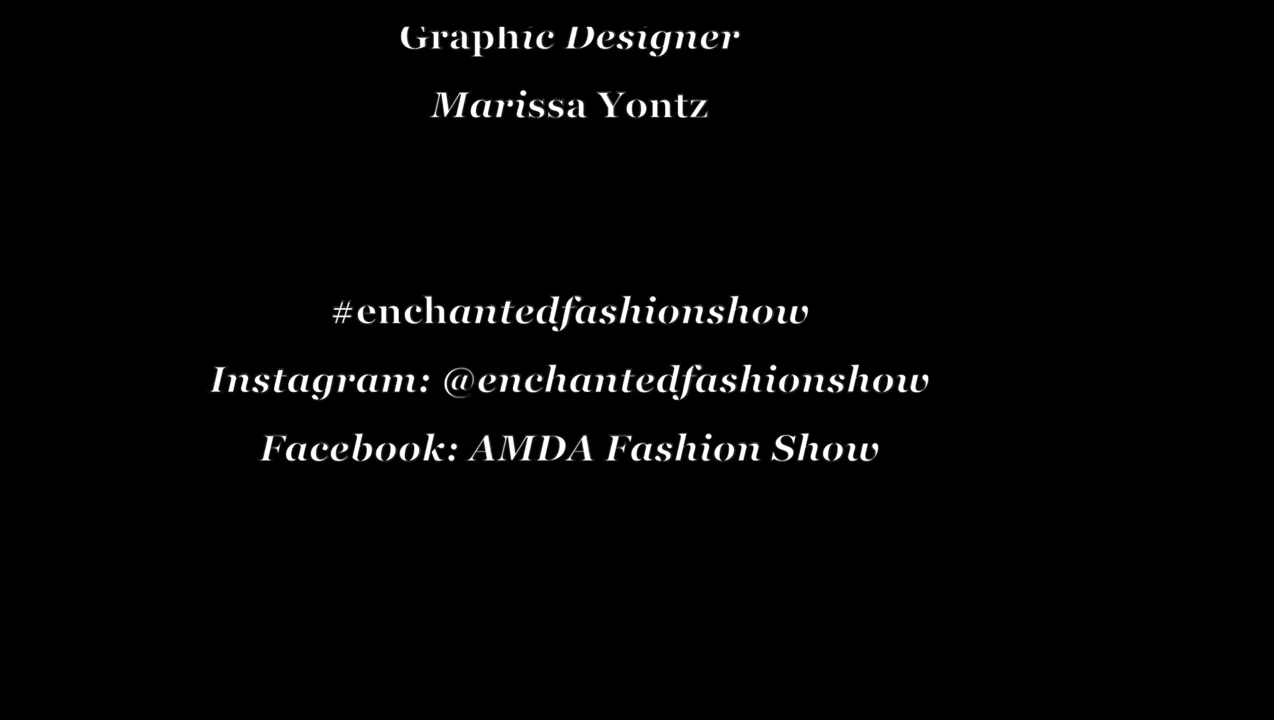 Graphic Designer
Marissa Yontz
#enchantedfashionshow
Instagram: @enchantedfashionshow
Facebook: AMDA Fashion Show